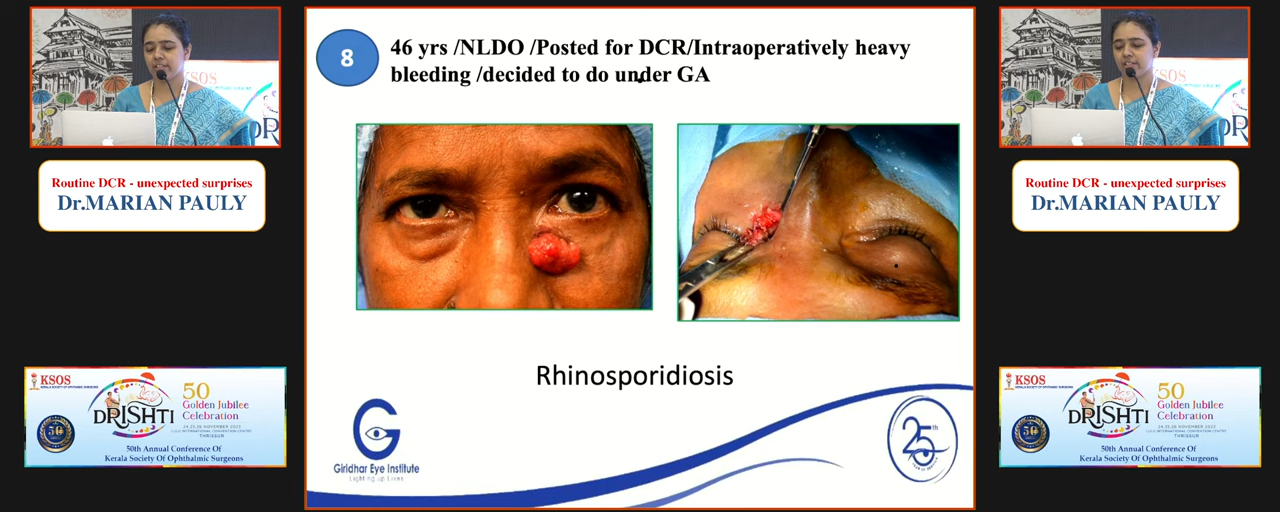 8
46 yrs /NLDO /Posted for DCR/Intraoperatively heavy
bleeding /decided to do under GA
Rhinosporidiosis
Giridhar Eye Institute
Lighting up Lives
25th
Routine DCR - unexpected surprises
Dr.MARIAN PAULY
KSOS
KERALA SOCIETY OF OPHTHALMIC SURGEONS
DRISHTI
50
Golden Jubilee
Celebration
24,25,26 NOVEMBER 2023
LULU INTERNATIONAL CONVENTION CENTRE
THRISSUR
50
50th Annual Conference Of
Kerala Society Of Ophthalmic Surgeons
Routine DCR - unexpected surprises
Dr.MARIAN PAULY
KSOS
KERALA SOCIETY OF OPHTHALMIC SURGEONS
DRISHTI
50
Golden Jubilee
Celebration
24,25,26 NOVEMBER 2023
LULU INTERNATIONAL CONVENTION CENTRE
THRISSUR
50
50th Annual Conference Of
Kerala Society Of Ophthalmic Surgeons